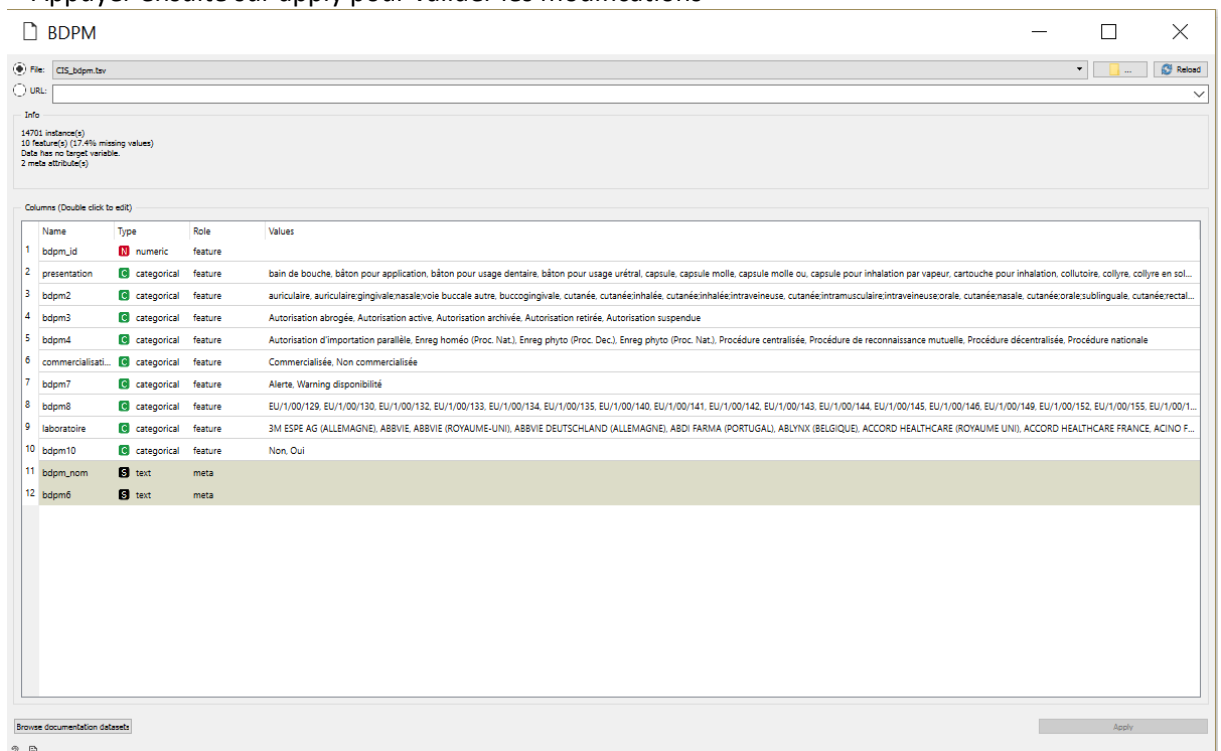 Appuyer ensuite sur apply pour valider les modifications
BDPM
File: CIS_bdpm.tsv ... Reload
URL:
Info
14701 instance(s)
10 feature(s) (17.4% missing values)
Data has no target variable.
2 meta attribute(s)
Columns (Double click to edit)
Name Type Role Values
1 bdpm_id N numeric feature
2 presentation C categorical feature bain de bouche, bâton pour application, bâton pour usage dentaire, bâton pour usage urétral, capsule, capsule molle, capsule molle ou, capsule pour inhalation par vapeur, cartouche pour inhalation, collutoire, collyre, collyre en sol...
3 bdpm2 C categorical feature auriculaire, auriculaire;gingivale;nasale;voie buccale autre, buccogingivale, cutanée, cutanée;inhalée, cutanée;inhalée;intraveineuse, cutanée;intramusculaire;intraveineuse;orale, cutanée;nasale, cutanée;orale;sublinguale, cutanée;rectal...
4 bdpm3 C categorical feature Autorisation abrogée, Autorisation active, Autorisation archivée, Autorisation retirée, Autorisation suspendue
5 bdpm4 C categorical feature Autorisation d'importation parallèle, Enreg homéo (Proc. Nat.), Enreg phyto (Proc. Dec.), Enreg phyto (Proc. Nat.), Procédure centralisée, Procédure de reconnaissance mutuelle, Procédure décentralisée, Procédure nationale
6 commercialisati... C categorical feature Commercialisée, Non commercialisée
7 bdpm7 C categorical feature Alerte, Warning disponibilité
8 bdpm8 C categorical feature EU/1/00/129, EU/1/00/130, EU/1/00/132, EU/1/00/133, EU/1/00/134, EU/1/00/135, EU/1/00/140, EU/1/00/141, EU/1/00/142, EU/1/00/143, EU/1/00/144, EU/1/00/145, EU/1/00/146, EU/1/00/149, EU/1/00/152, EU/1/00/155, EU/1/00/1...
9 laboratoire C categorical feature 3M ESPE AG (ALLEMAGNE), ABBVIE, ABBVIE (ROYAUME-UNI), ABBVIE DEUTSCHLAND (ALLEMAGNE), ABDI FARMA (PORTUGAL), ABLYNX (BELGIQUE), ACCORD HEALTHCARE (ROYAUME UNI), ACCORD HEALTHCARE FRANCE, ACINO F...
10 bdpm10 C categorical feature Non, Oui
11 bdpm_nom S text meta
12 bdpm6 S text meta
Browse documentation datasets Apply